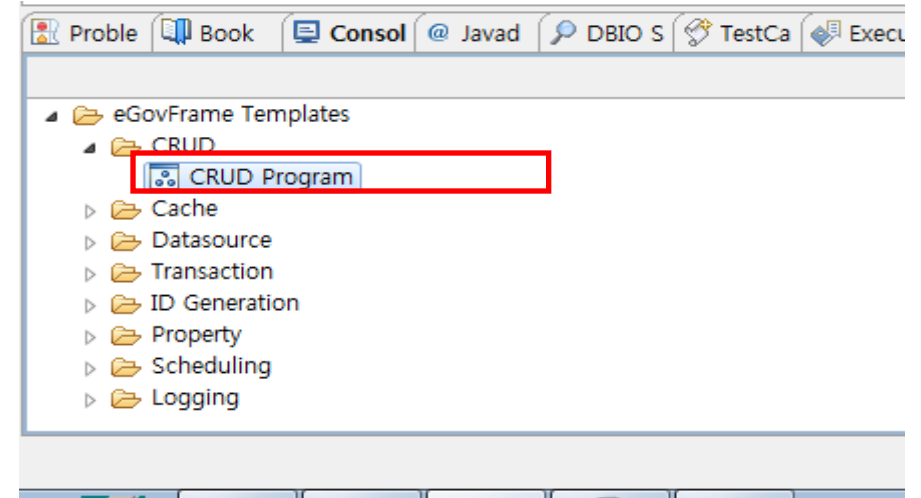 Proble Book Consol @ Javad DBIO S TestCa Execu
eGovFrame Templates
CRUD
CRUD Program
Cache
Datasource
Transaction
ID Generation
Property
Scheduling
Logging